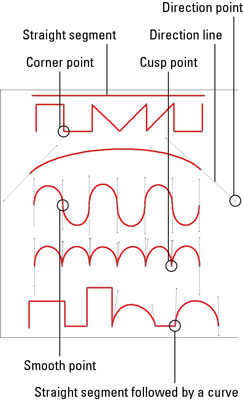 Direction point
Straight segment
Direction line
Corner point
Cusp point
Smooth point
Straight segment followed by a curve